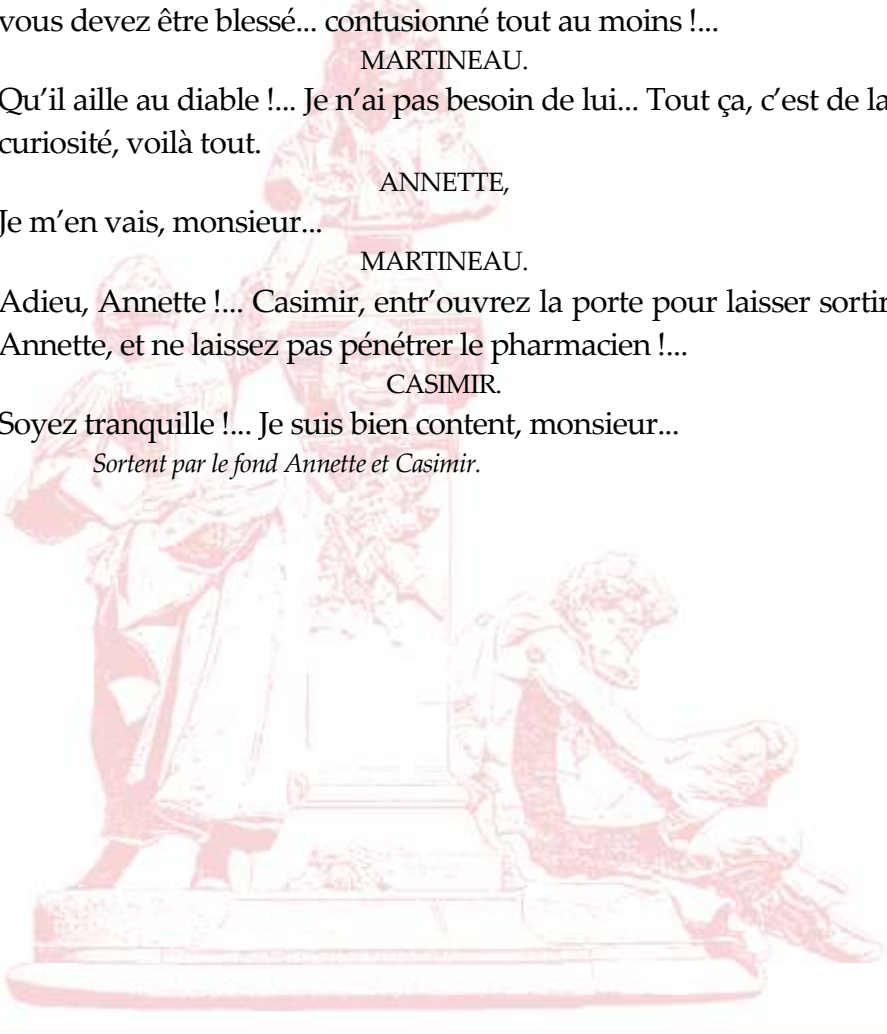 vous devez être blessé... contusionné tout au moins !...
MARTINEAU.
Qu’il aille au diable !... Je n’ai pas besoin de lui... Tout ça, c’est de la
curiosité, voilà tout.
ANNETTE,
Je m’en vais, monsieur...
MARTINEAU.
Adieu, Annette !... Casimir, entr’ouvrez la porte pour laisser sortir
Annette, et ne laissez pas pénétrer le pharmacien !...
CASIMIR.
Soyez tranquille !... Je suis bien content, monsieur...
Sortent par le fond Annette et Casimir.